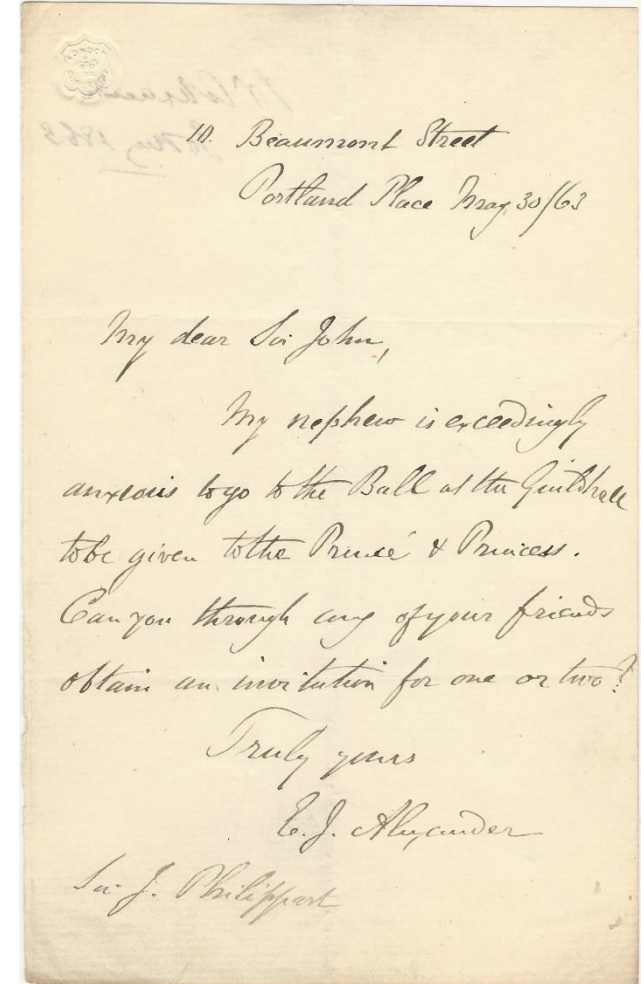 LONDON
10. Beaumont Street
Portland Place May 30/63
My dear Sir John,
My nephew is exceedingly
anxious to go to the Ball at the Guildhall
to be given to the Prince & Princess.
Can you through any of your friends
obtain an invitation for one or two?
Truly yours
E. J. Alexander
Sir J. Philippart